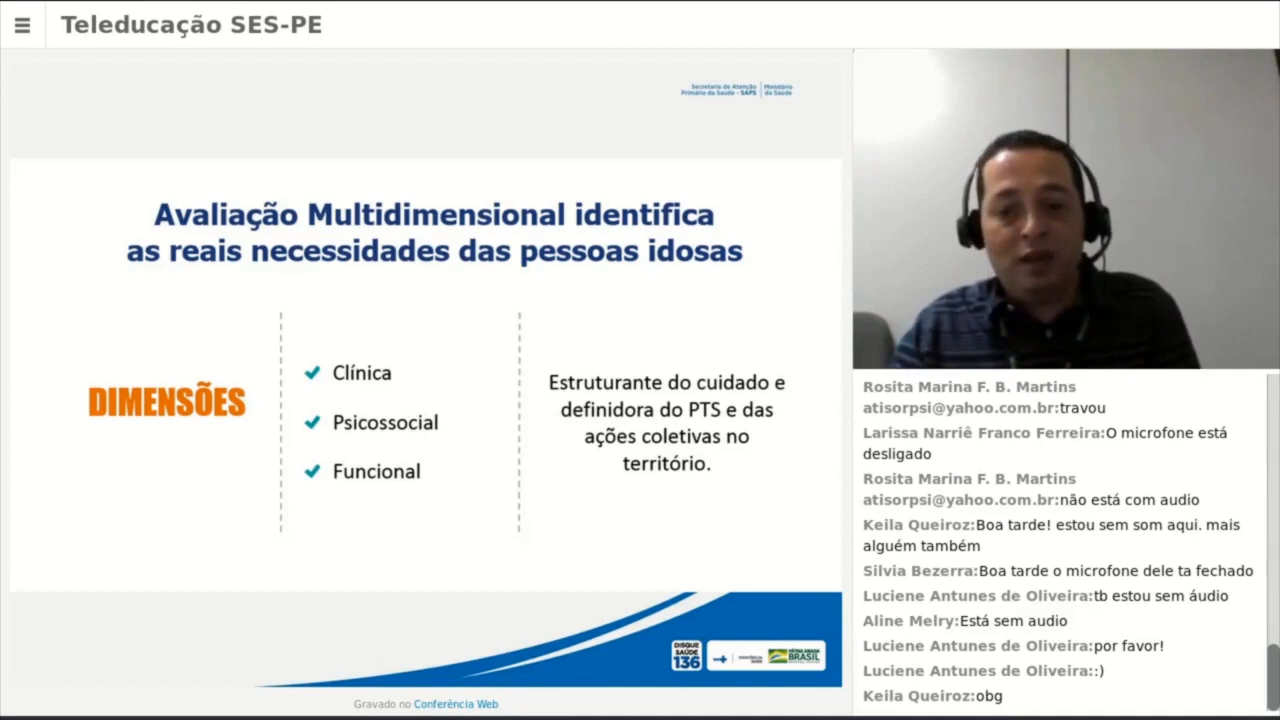 Teleducação SES-PE
Secretaria de Atenção
Primária da Saúde - SAPS
Ministério
da Saúde
Avaliação Multidimensional identifica
as reais necessidades das pessoas idosas
DIMENSÕES
Clínica
Psicossocial
Funcional
Estruturante do cuidado e
definidora do PTS e das
ações coletivas no
território.
DISQUE
SAÚDE
136
PÁTRIA AMADA
BRASIL
Gravado no Conferência Web
Rosita Marina F. B. Martins
atisorpsi@yahoo.com.br:travou
Larissa Narriê Franco Ferreira:O microfone está
desligado
Rosita Marina F. B. Martins
atisorpsi@yahoo.com.br:não está com audio
Keila Queiroz:Boa tarde! estou sem som aqui. mais
alguém também
Silvia Bezerra:Boa tarde o microfone dele ta fechado
Luciene Antunes de Oliveira:tb estou sem áudio
Aline Melry:Está sem audio
Luciene Antunes de Oliveira:por favor!
Luciene Antunes de Oliveira::)
Keila Queiroz:obg